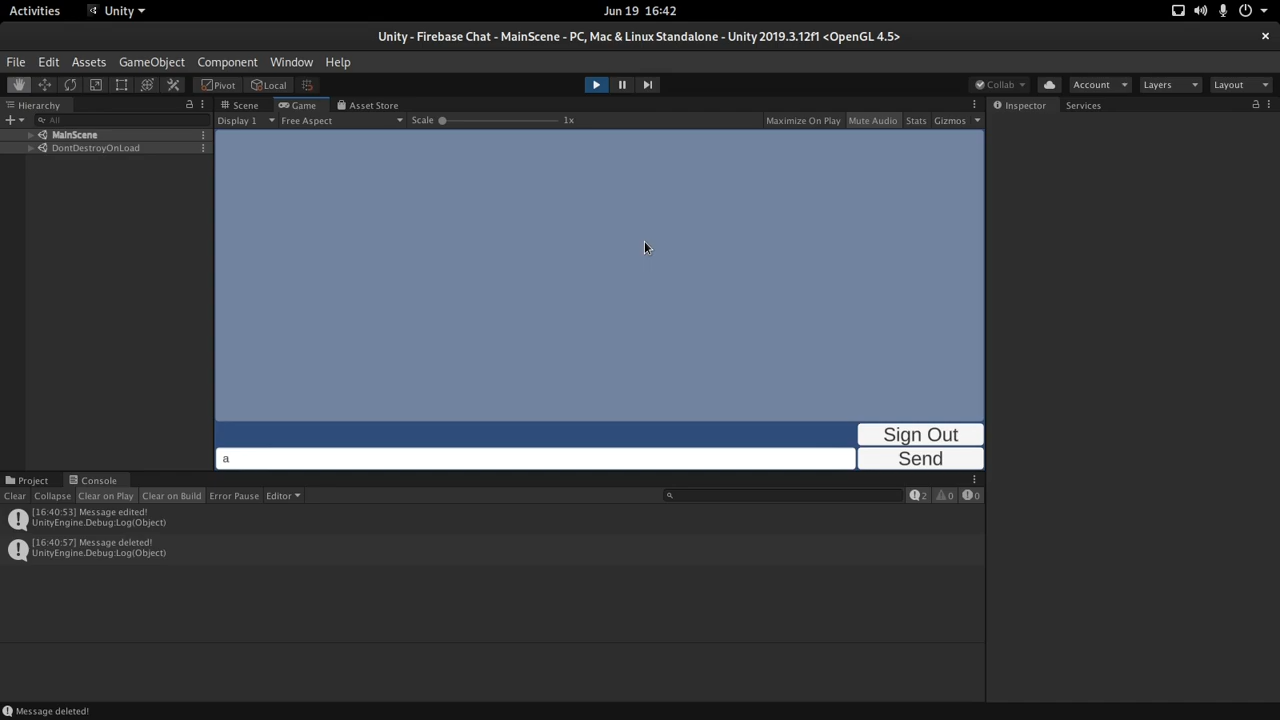 Activities Unity Jun 19 16:42
Unity - Firebase Chat - MainScene - PC, Mac & Linux Standalone - Unity 2019.3.12f1 <OpenGL 4.5>
File Edit Assets GameObject Component Window Help
Pivot Local Collab Account Layers Layout
Hierarchy Scene Game Asset Store Inspector Services
All Display 1 Free Aspect Scale 1x Maximize On Play Mute Audio Stats Gizmos
MainScene
DontDestroyOnLoad
Sign Out
a Send
Project Console
Clear Collapse Clear on Play Clear on Build Error Pause Editor 2 0 0
[16:40:53] Message edited!
UnityEngine.Debug:Log(Object)
[16:40:57] Message deleted!
UnityEngine.Debug:Log(Object)
Message deleted!